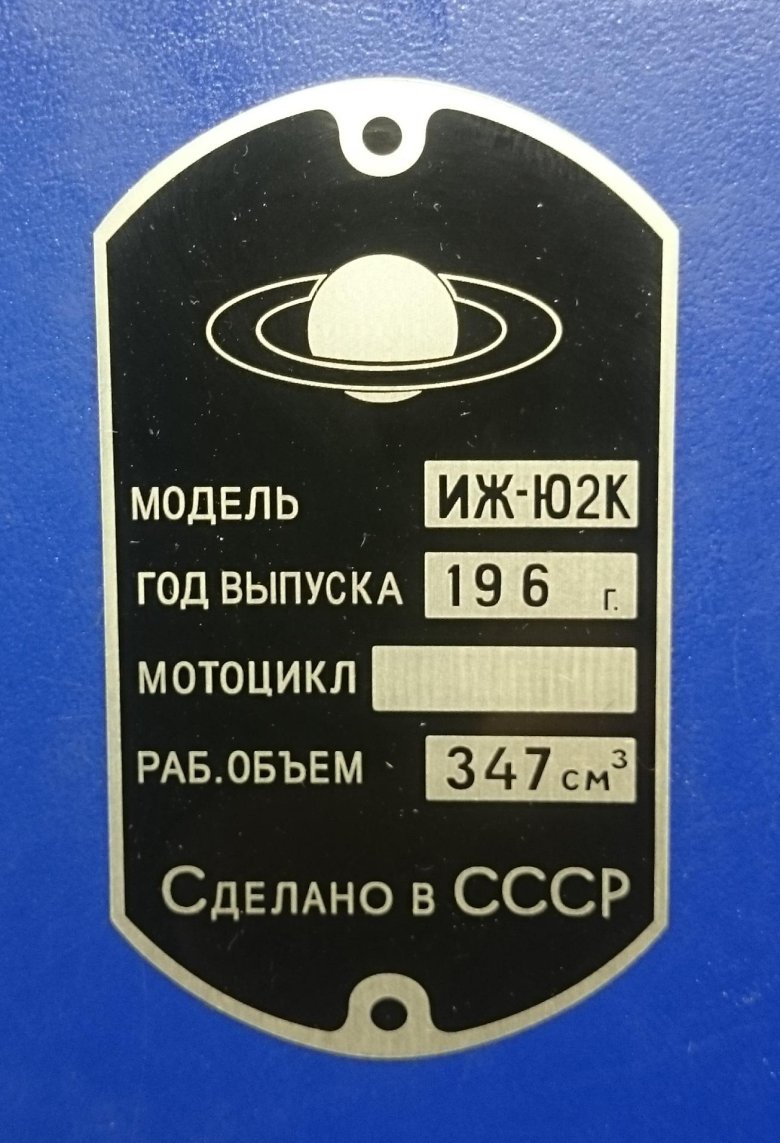 МОДЕЛЬ ИЖ-Ю2К
ГОД ВЫПУСКА 196 г.
МОТОЦИКЛ
РАБ.ОБЪЕМ 347 см³
СДЕЛАНО В СССР